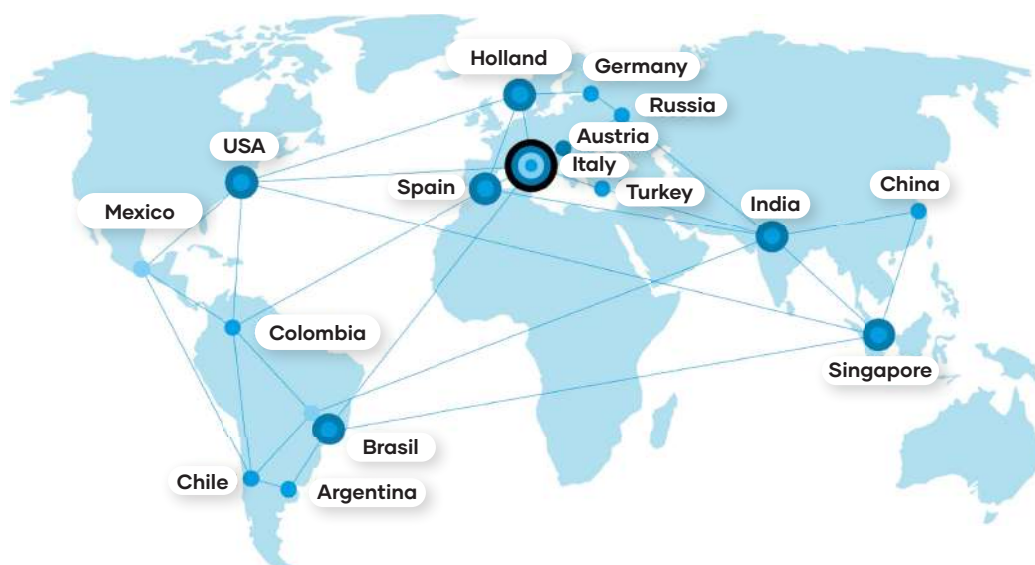 Holland
Germany
Russia
USA
Austria
Italy
Spain
Turkey
China
Mexico
India
Colombia
Singapore
Brasil
Chile
Argentina